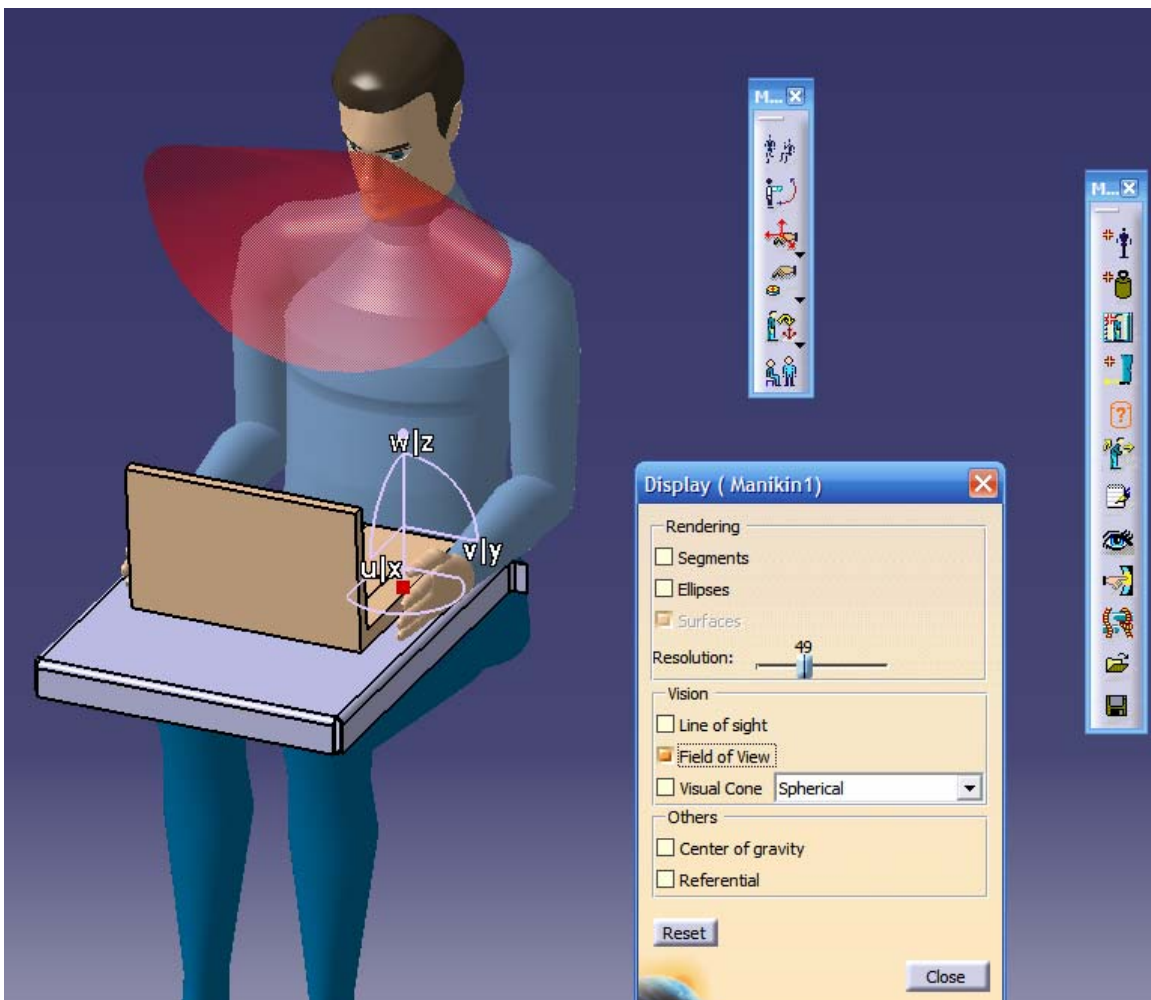 M...
M...
w|z
v|y
u|x
Display ( Manikin1)
Rendering
Segments
Ellipses
Surfaces
49
Resolution:
Vision
Line of sight
Field of View
Visual Cone Spherical
Others
Center of gravity
Referential
Reset
Close